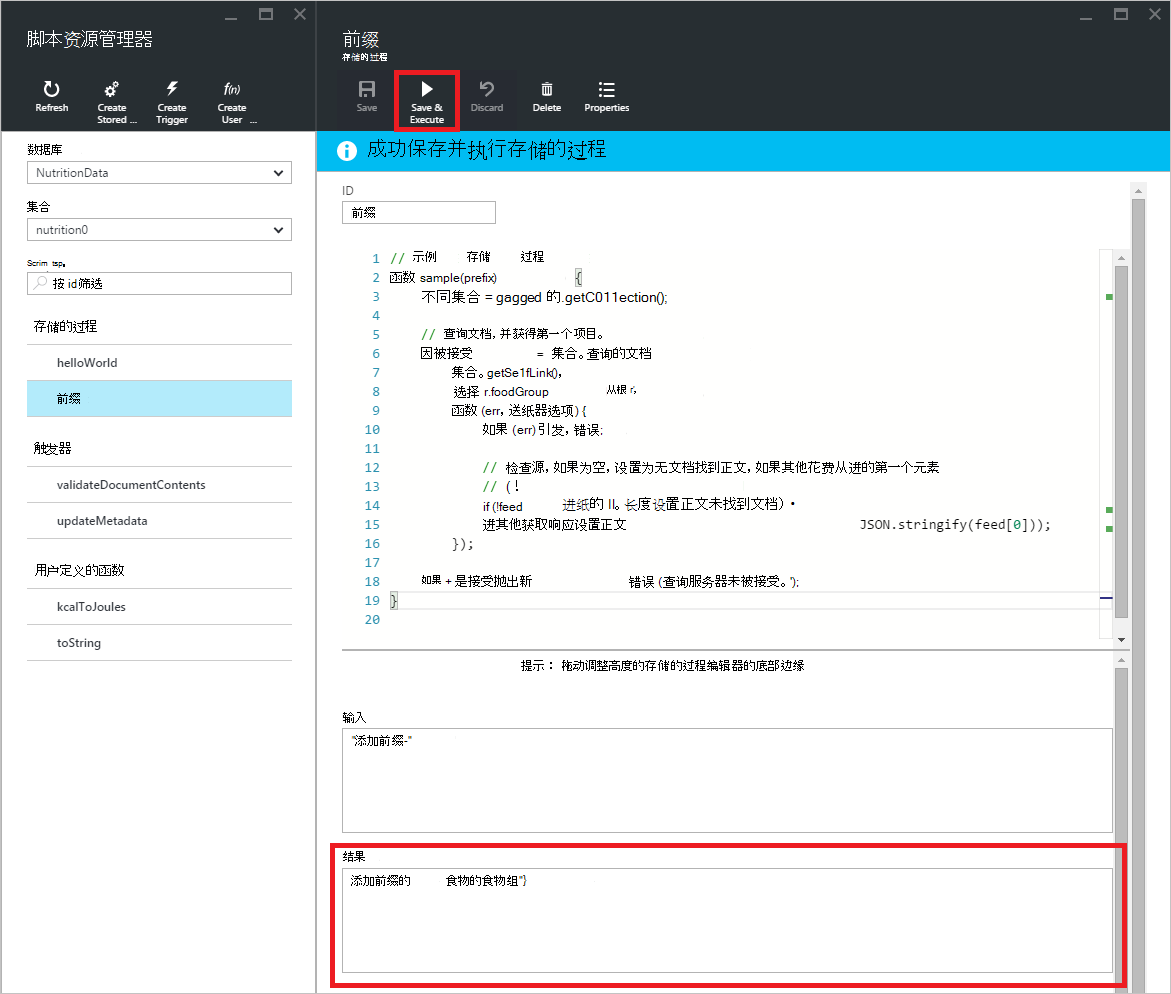 脚本资源管理器
Refresh
Create Stored ...
Create Trigger
f(n)
Create User ...
数据库
NutritionData
集合
nutrition0
Scrim tsp。
按 id筛选
存储的过程
helloWorld
前缀
触发器
validateDocumentContents
updateMetadata
用户定义的函数
kcalToJoules
toString
前缀
存储的过程
Save
Save & Execute
Discard
Delete
Properties
成功保存并执行存储的过程
ID
前缀
1 // 示例 存储 过程
2 函数 sample(prefix) {
3 不同集合 = gagged 的.getC011ection();
4
5 // 查询文档, 并获得第一个项目。
6 因被接受 = 集合。查询的文档
7 集合。getSe1fLink(),
8 选择 r.foodGroup 从根 r,
9 函数 (err, 送纸器选项) {
10 如果 (err) 引发, 错误;
11
12 // 检查源, 如果为空, 设置为无文档找到正文, 如果其他花费从进的第一个元素
13 // (!
14 if (!feed 进纸的 II。长度设置正文未找到文档) •
15 进其他获取响应设置正文 JSON.stringify(feed[0]));
16 });
17
18 如果 + 是接受抛出新 错误 (查询服务器未被接受。');
19 }
20
提示： 拖动调整高度的存储的过程编辑器的底部边缘
输入
"添加前缀-"
结果
添加前缀的 食物的食物组"}